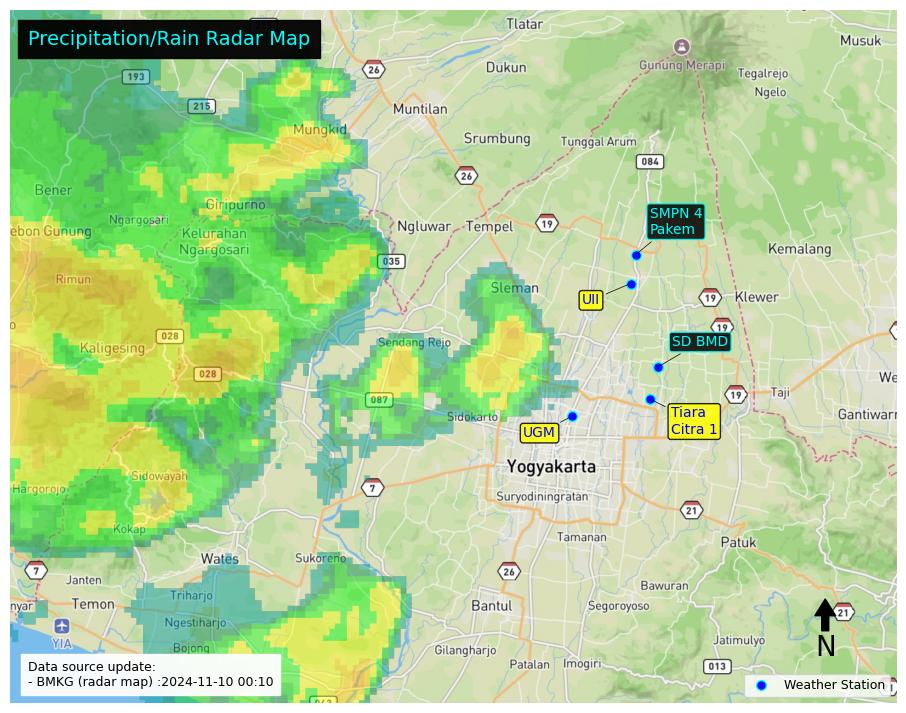 Precipitation/Rain Radar Map
Tlatar
Musuk
26
Gunung Merapi
193
Dukun
Tegalrejo
Ngelo
215
Muntilan
Mungkid
Srumbung
Tunggal Arum
084
26
Bener
Giripurno
Ngargosari
SMPN 4
Pakem
19
Ngluwar
Tempel
ebon Gunung
Kelurahan
Ngargosari
Kemalang
035
Rimun
Sleman
UII
19
Klewer
19
028
Kaligesing
Sendang Rejo
SD BMD
028
We
087
19
Taji
Sidokarto
Tiara
Citra 1
Gantiwarn
UGM
Yogyakarta
Sidowayah
Hargorojo
7
Suryodiningratan
21
Kokap
Tamanan
Patuk
Wates
Sukoreno
7
26
Janten
Bawuran
Triharjo
nyar
Temon
Bantul
Segoroyoso
21
Ngestiharjo
YIA
Bojong
Gilangharjo
Jatimulyo
N
Patalan
Imogiri
013
Data source update:
- BMKG (radar map) :2024-11-10 00:10
Weather Station